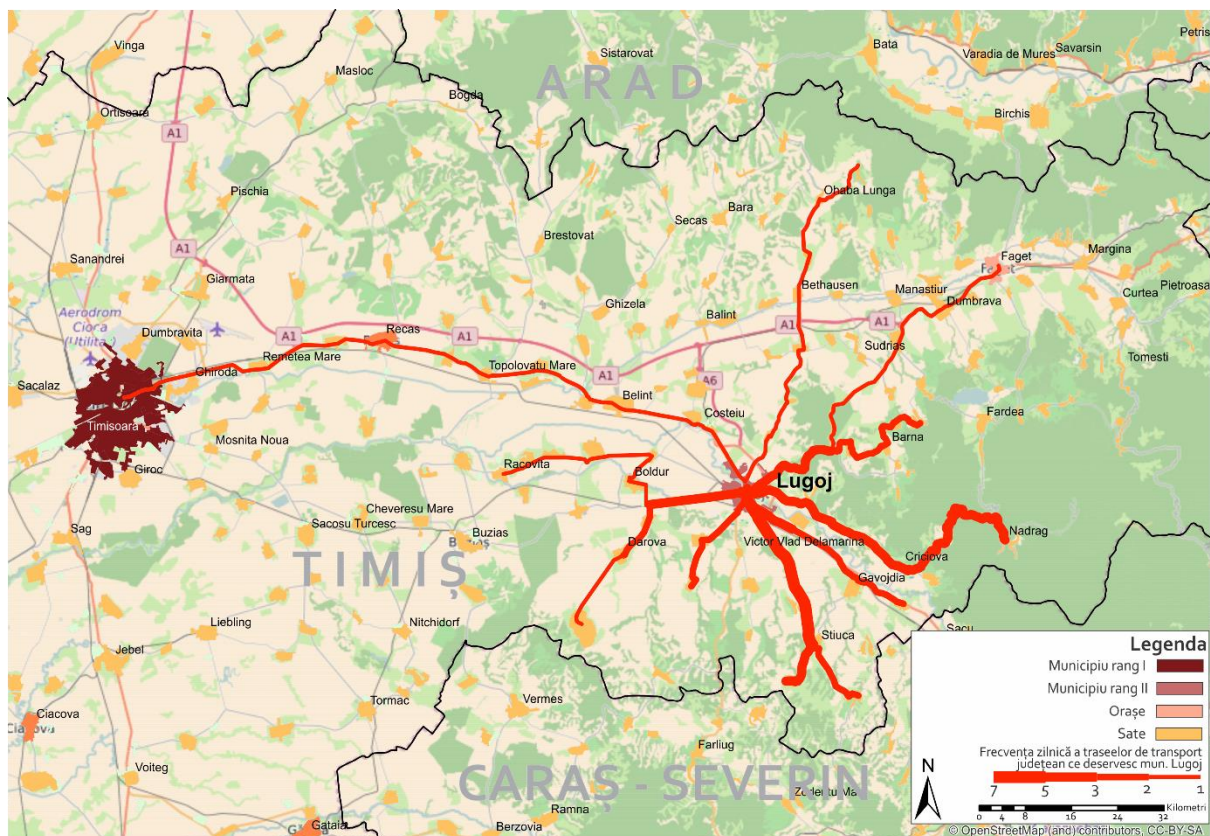 Vinga
Sistarovat
Bata
Varadia de Mures
Savarsin
Petris
Masloc
ARAD
Bogda
Ortisoara
A1
Birchis
Pischia
Ohaba Lunga
Bara
Secas
Brestovat
A1
Faget
Margina
Sanandrei
Giarmata
Bethausen
Manastiur
Dumbrava
Curtea
Pietroasa
Ghizela
Balint
Aerodrom
Cioca
(Utilita
Dumbravita
A1
Recas
A1
A1
A1
Sudrias
Remetea Mare
Topolovatu Mare
A1
Tomesti
Ghiroda
A6
Sacalaz
Belint
Costeiu
Fardea
Timisoara
Mosnita Noua
Barna
Giroc
Racovita
Boldur
Lugoj
Cheveresu Mare
Sag
Sacosu Turcesc
Buzias
Darova
Victor Vlad Delamarina
Nadrag
Criciova
TIMIȘ
Gavojdia
Liebling
Nitchidorf
Stiuca
Sacu
Jebel
Tormac
Vermes
Ciacova
Farliug
Voiteg
CARAȘ - SEVERIN
Ramna
Gataia
Berzovia
Legenda
Municipiu rang I
Municipiu rang II
Orașe
Sate
Frecvența zilnică a traseelor de transport
județean ce deservesc mun. Lugoj
7 5 3 2 1
N
0 4 8 16 24 32
Kilometri
© OpenStreetMap (and) contributors, CC-BY-SA